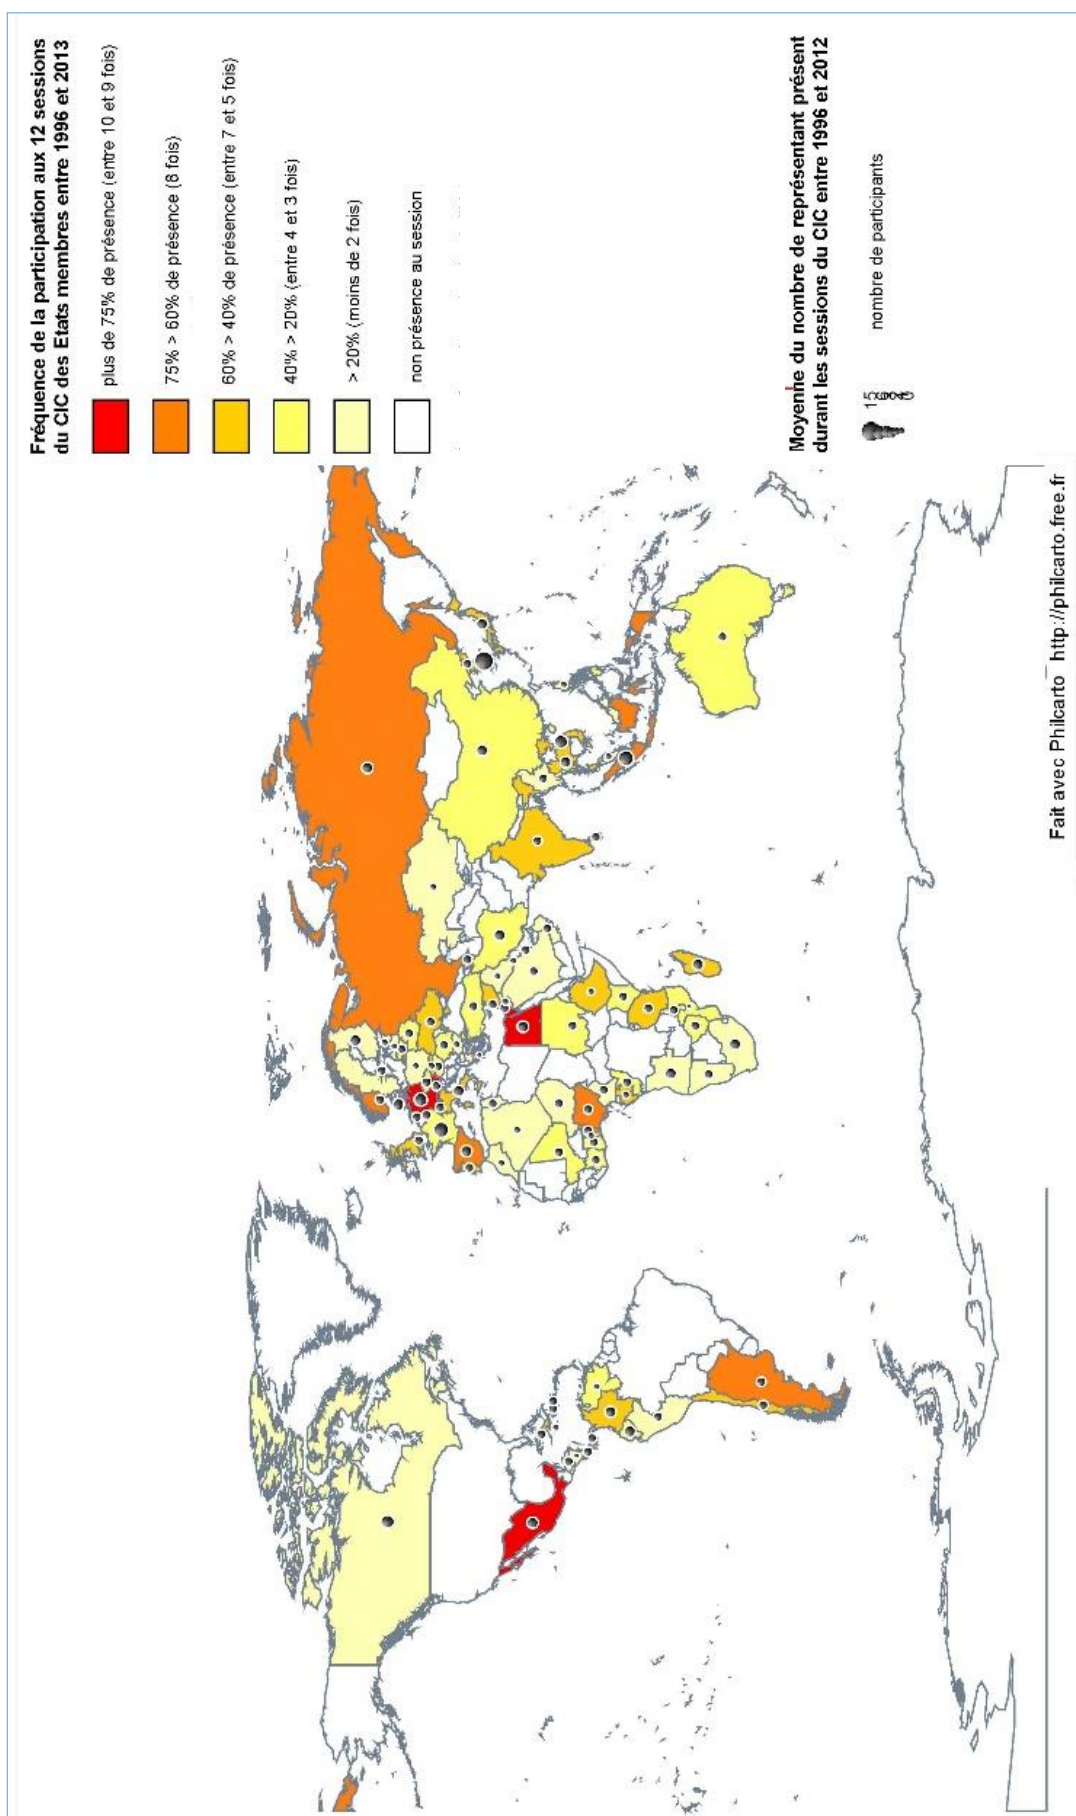 Fréquence de la participation aux 12 sessions
du CIC des Etats membres entre 1996 et 2013
plus de 75% de présence (entre 10 et 9 fois)
75% > 60% de présence (8 fois)
60% > 40% de présence (entre 7 et 5 fois)
40% > 20% (entre 4 et 3 fois)
> 20% (moins de 2 fois)
non présence au session
Moyenne du nombre de représentant présent
durant les sessions du CIC entre 1996 et 2012
nombre de participants
15
Fait avec Philcarto http://philcarto.free.fr